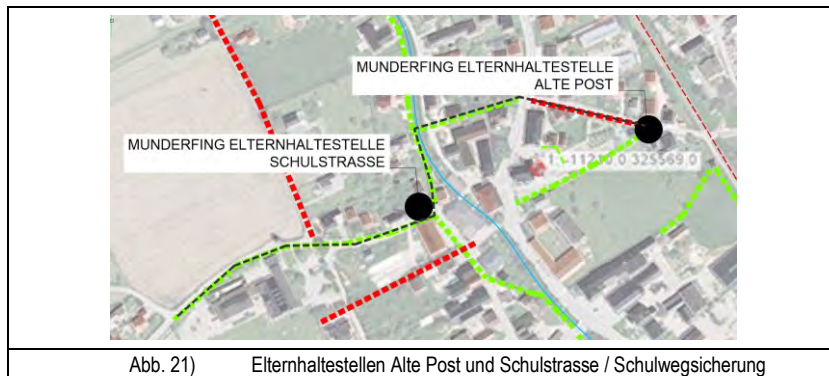 MUNDERFING ELTERNHALTESTELLE
ALTE POST
MUNDERFING ELTERNHALTESTELLE
SCHULSTRASSE
Abb. 21) Elternhaltestellen Alte Post und Schulstrasse / Schulwegsicherung